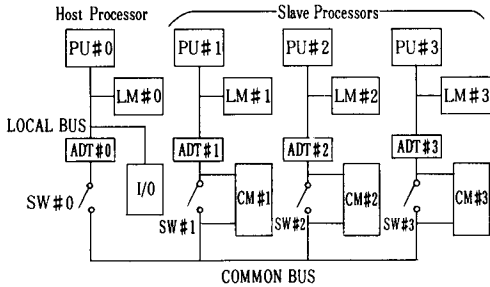 Host Processor
Slave Processors
PU#0
PU#1
PU#2
PU#3
LM#0
LM#1
LM#2
LM#3
LOCAL BUS
ADT#0
ADT#1
ADT#2
ADT#3
I/O
CM#1
CM#2
CM#3
SW#0
SW#1
SW#2
SW#3
COMMON BUS